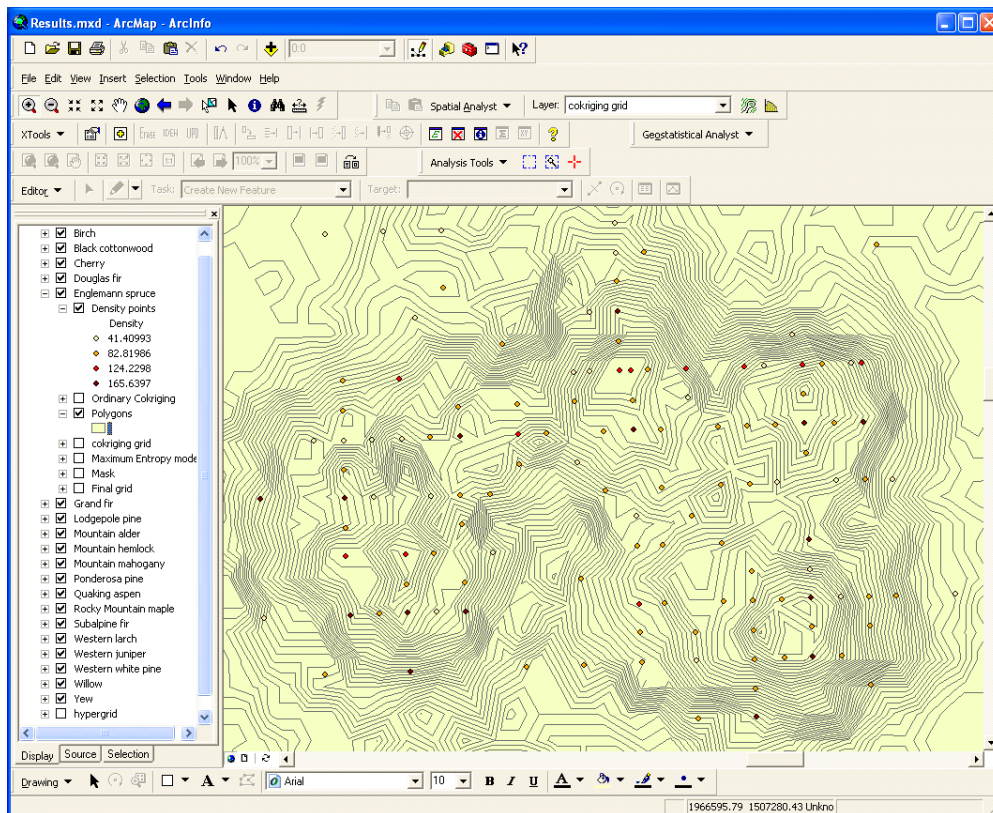 Results.mxd - ArcMap - ArcInfo
0.0
File Edit View Insert Selection Tools Window Help
Spatial Analyst Layer: cokriging grid
XTools Geostatistical Analyst
100% Analysis Tools
Editor Task: Create New Feature Target:
Birch
Black cottonwood
Cherry
Douglas fir
Englemann spruce
Density points
Density
41.40993
82.81986
124.2298
165.6397
Ordinary Cokriging
Polygons
cokriging grid
Maximum Entropy mode
Mask
Final grid
Grand fir
Lodgepole pine
Mountain alder
Mountain hemlock
Mountain mahogany
Ponderosa pine
Quaking aspen
Rocky Mountain maple
Subalpine fir
Western larch
Western juniper
Western white pine
Willow
Yew
hypergrid
Display Source Selection
Drawing A Arial 10 B I U A
1966595.79 1507280.43 Unkno